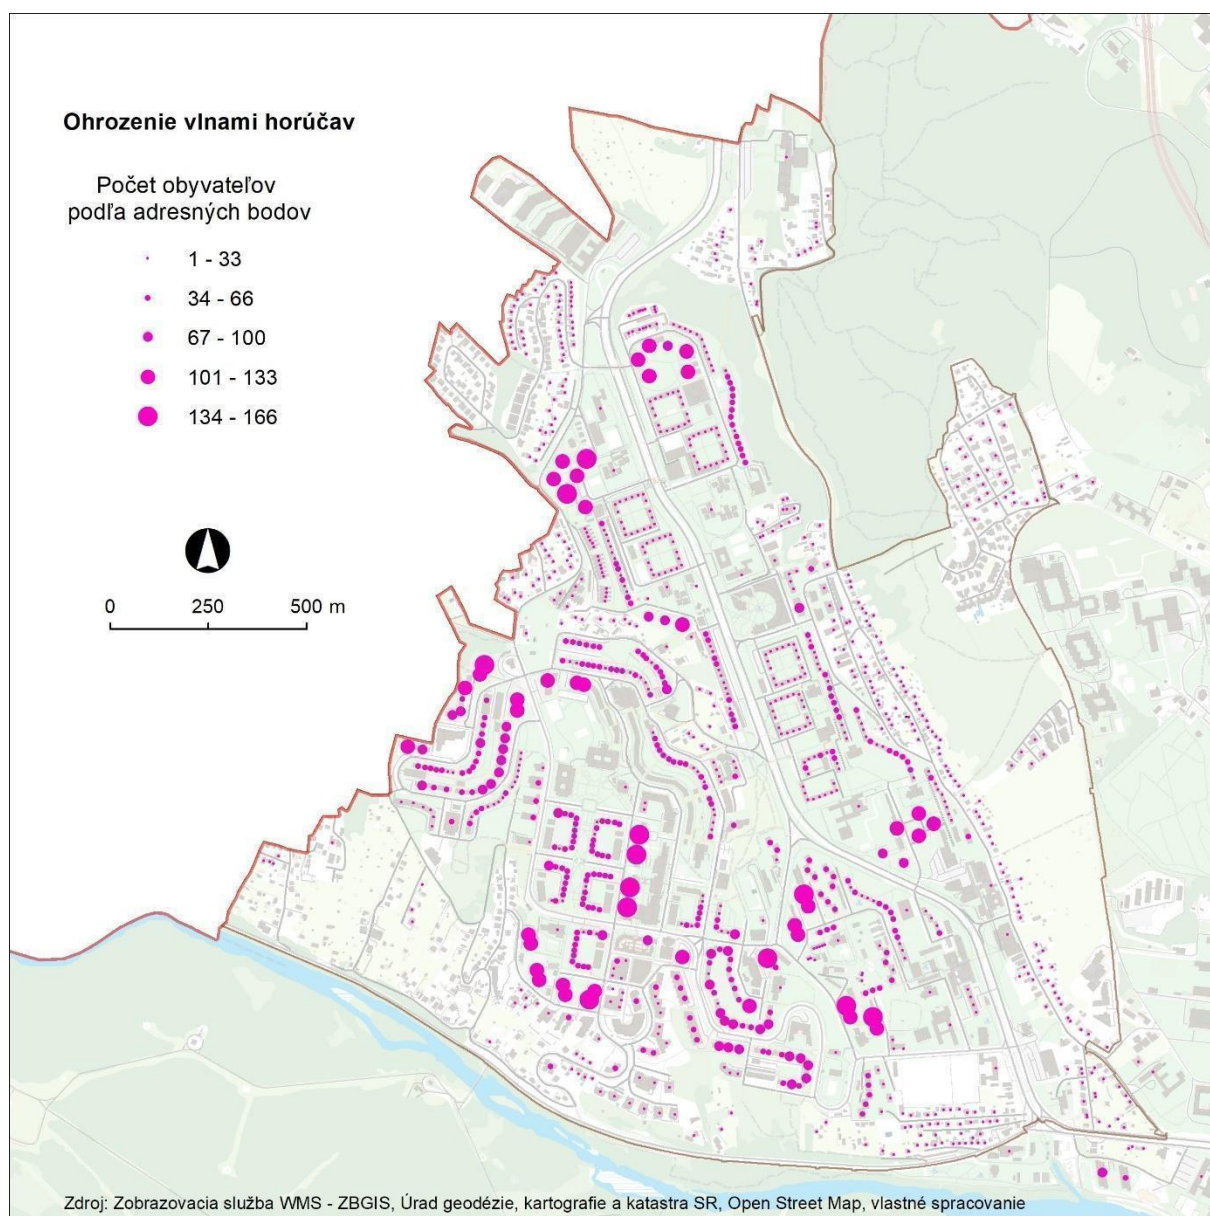 Ohrozenie vlnami horúčav
Počet obyvateľov
podľa adresných bodov
1 - 33
34 - 66
67 - 100
101 - 133
134 - 166
0 250 500 m
Zdroj: Zobrazovacia služba WMS - ZBGIS, Úrad geodézie, kartografie a katastra SR, Open Street Map, vlastné spracovanie